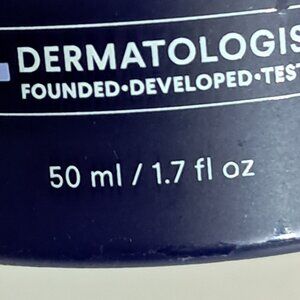 DERMATOLOGIS
FOUNDED•DEVELOPED•TEST
50 ml / 1.7 fl oz